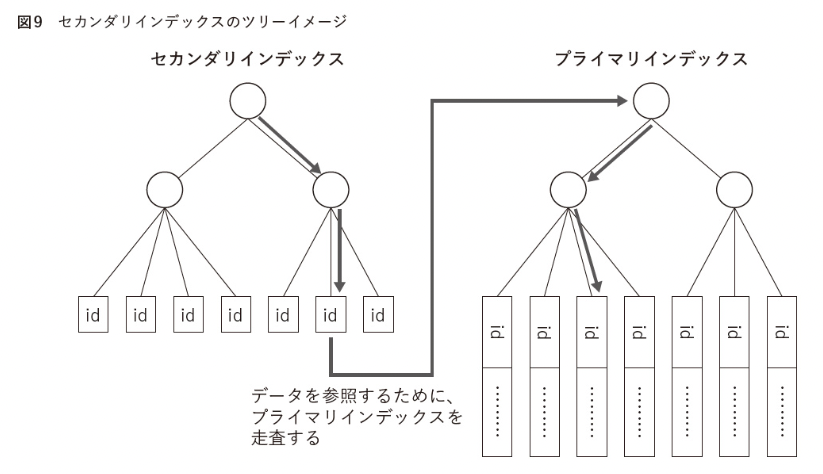 図9 セカンダリインデックスのツリーイメージ
セカンダリインデックス
プライマリインデックス
id
id
id
id
id
id
id
id
id
id
id
id
id
id
………
………
………
………
………
………
………
データを参照するために、
プライマリインデックスを
走査する